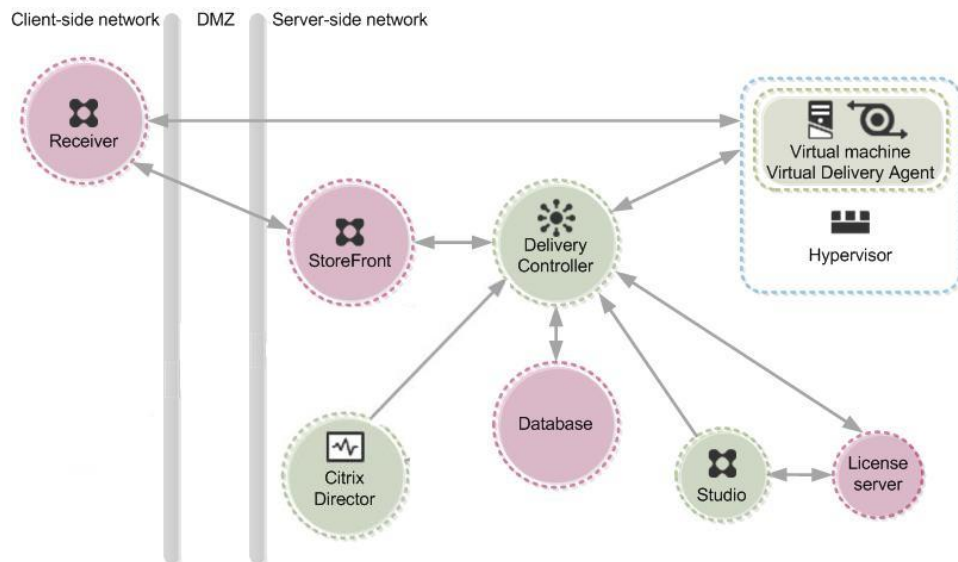 Client-side network
DMZ
Server-side network
Receiver
Virtual machine
Virtual Delivery Agent
StoreFront
Delivery
Controller
Hypervisor
Database
Citrix
Director
Studio
License
server